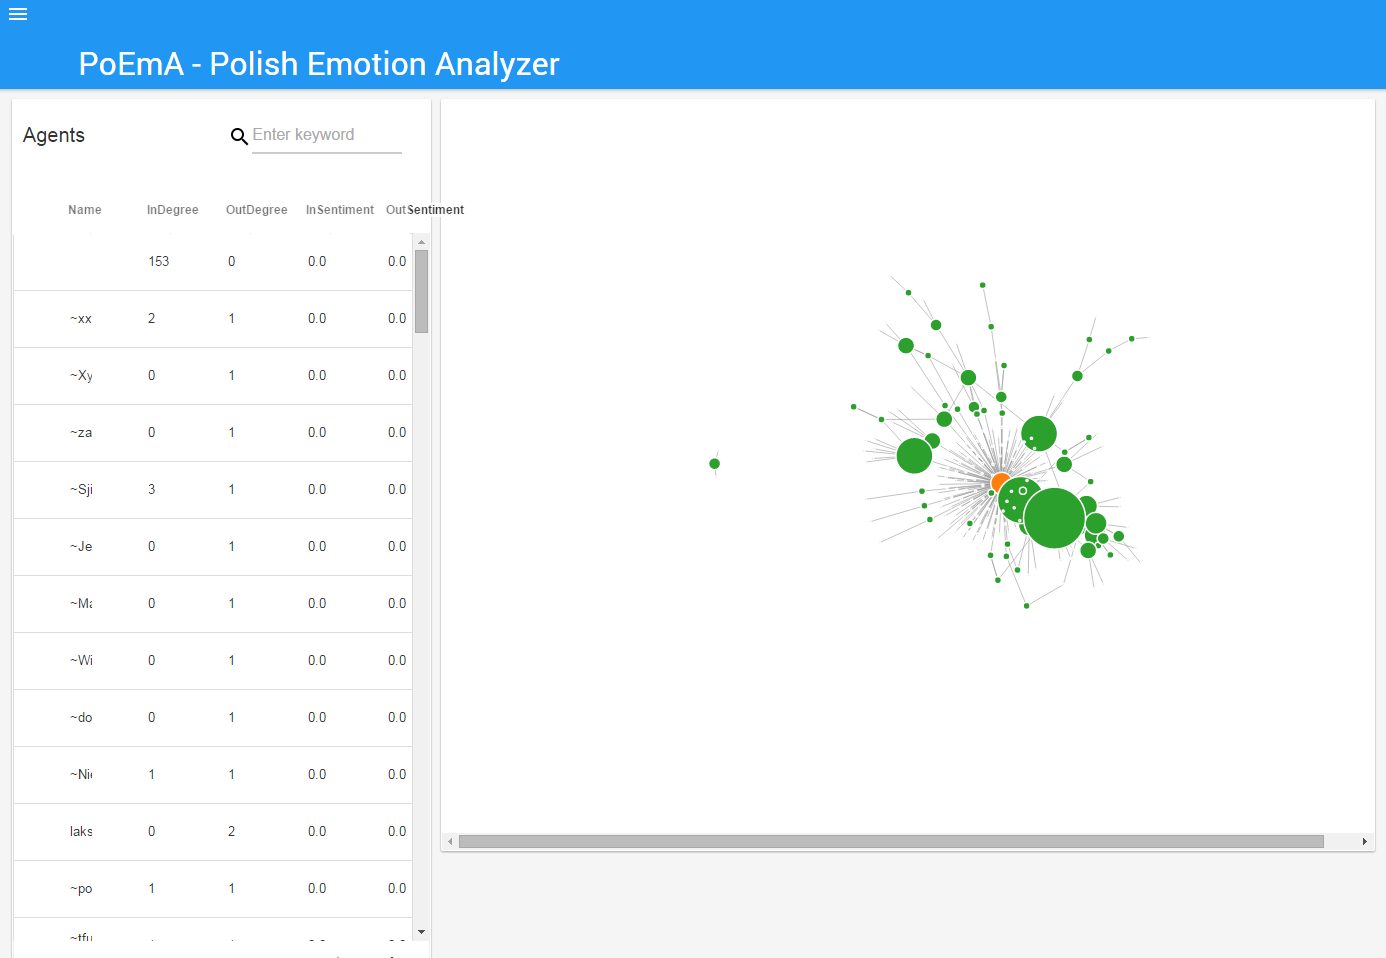 PoEmA - Polish Emotion Analyzer
Agents
Enter keyword
Name InDegree OutDegree InSentiment OutSentiment
153 0 0.0 0.0
~xx 2 1 0.0 0.0
~Xy 0 1 0.0 0.0
~za 0 1 0.0 0.0
~Sji 3 1 0.0 0.0
~Je 0 1 0.0 0.0
~Ma 0 1 0.0 0.0
~Wi 0 1 0.0 0.0
~do 0 1 0.0 0.0
~Nie 1 1 0.0 0.0
laks 0 2 0.0 0.0
~po 1 1 0.0 0.0
~tfu